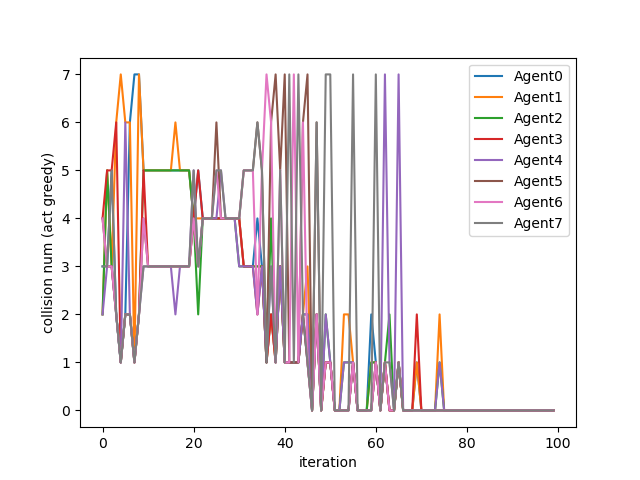 collision num (act greedy)
7
6
5
4
3
2
1
0
0 20 40 60 80 100
iteration
Agent0
Agent1
Agent2
Agent3
Agent4
Agent5
Agent6
Agent7